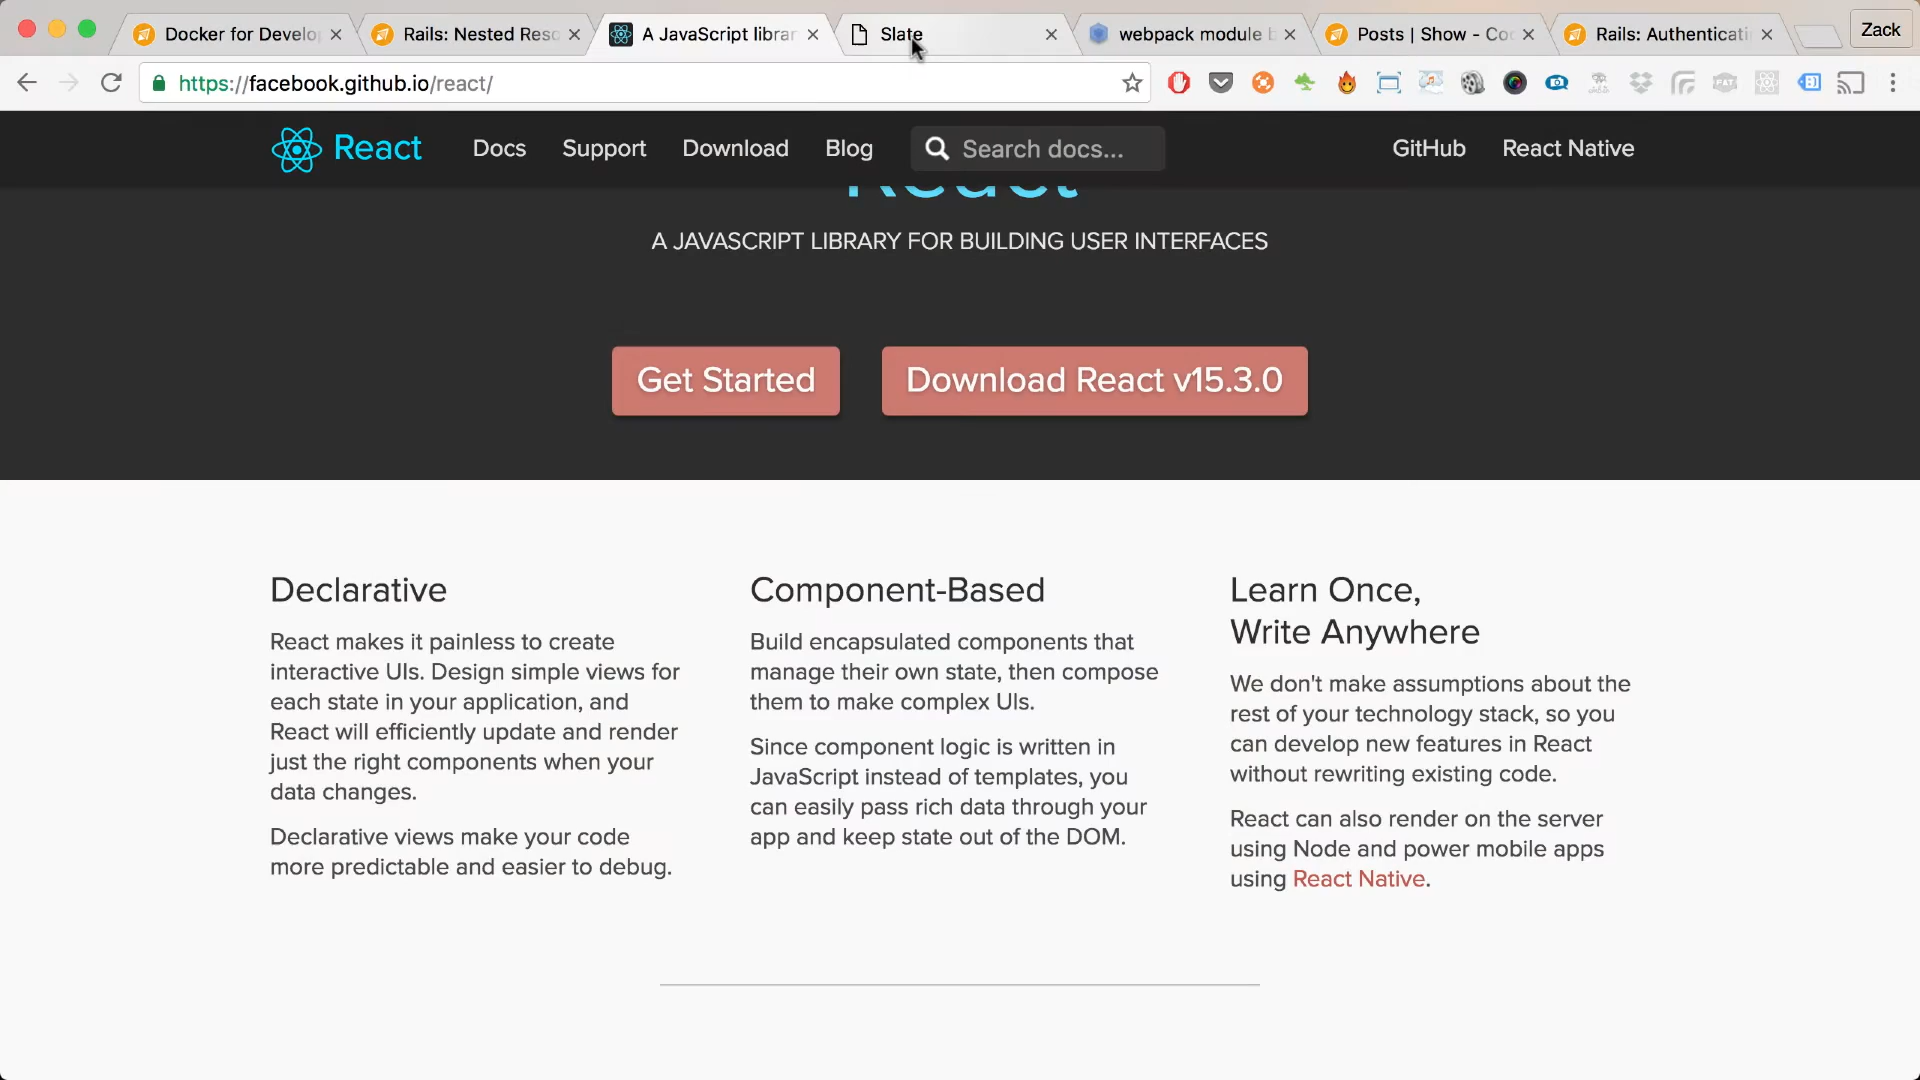 Docker for Develo
Rails: Nested Reso
A JavaScript librar
Slate
webpack module b
Posts | Show - Co
Rails: Authenticati
Zack
https://facebook.github.io/react/
React
Docs
Support
Download
Blog
Search docs...
GitHub
React Native
React
A JAVASCRIPT LIBRARY FOR BUILDING USER INTERFACES
Get Started
Download React v15.3.0
Declarative
React makes it painless to create
interactive UIs. Design simple views for
each state in your application, and
React will efficiently update and render
just the right components when your
data changes.
Declarative views make your code
more predictable and easier to debug.
Component-Based
Build encapsulated components that
manage their own state, then compose
them to make complex UIs.
Since component logic is written in
JavaScript instead of templates, you
can easily pass rich data through your
app and keep state out of the DOM.
Learn Once,
Write Anywhere
We don't make assumptions about the
rest of your technology stack, so you
can develop new features in React
without rewriting existing code.
React can also render on the server
using Node and power mobile apps
using React Native.